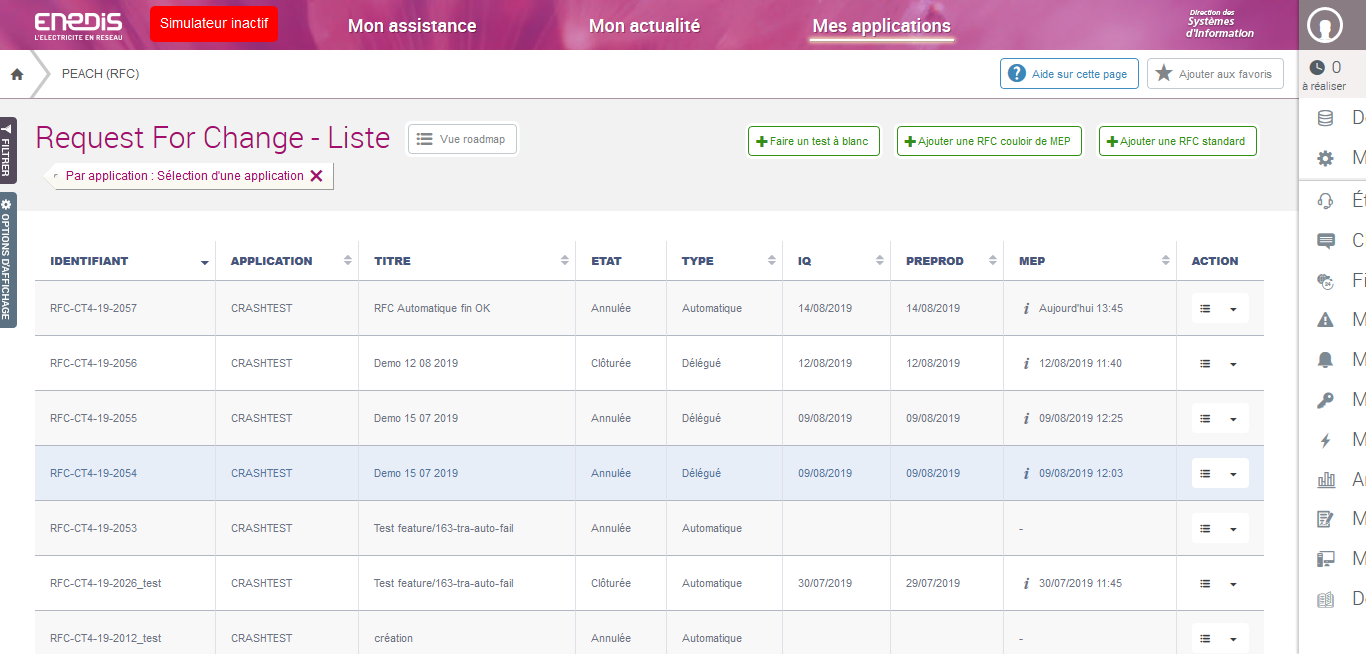 ENEDIS
L'ELECTRICITE EN RESEAU
Simulateur inactif
Mon assistance
Mon actualité
Mes applications
Direction des
Systèmes
d'Information
PEACH (RFC)
? Aide sur cette page
Ajouter aux favoris
0
à réaliser
FILTRER
OPTIONS D'AFFICHAGE
Request For Change - Liste
Vue roadmap
Faire un test à blanc
Ajouter une RFC couloir de MEP
Ajouter une RFC standard
Par application : Sélection d'une application
IDENTIFIANT APPLICATION TITRE ETAT TYPE IQ PREPROD MEP ACTION
RFC-CT4-19-2057 CRASHTEST RFC Automatique fin OK Annulée Automatique 14/08/2019 14/08/2019 i Aujourd'hui 13:45
RFC-CT4-19-2056 CRASHTEST Demo 12 08 2019 Clôturée Délégué 12/08/2019 12/08/2019 i 12/08/2019 11:40
RFC-CT4-19-2055 CRASHTEST Demo 15 07 2019 Annulée Délégué 09/08/2019 09/08/2019 i 09/08/2019 12:25
RFC-CT4-19-2054 CRASHTEST Demo 15 07 2019 Annulée Délégué 09/08/2019 09/08/2019 i 09/08/2019 12:03
RFC-CT4-19-2053 CRASHTEST Test feature/163-tra-auto-fail Annulée Automatique -
RFC-CT4-19-2026_test CRASHTEST Test feature/163-tra-auto-fail Clôturée Automatique 30/07/2019 29/07/2019 i 30/07/2019 11:45
RFC-CT4-19-2012_test CRASHTEST création Annulée Automatique -